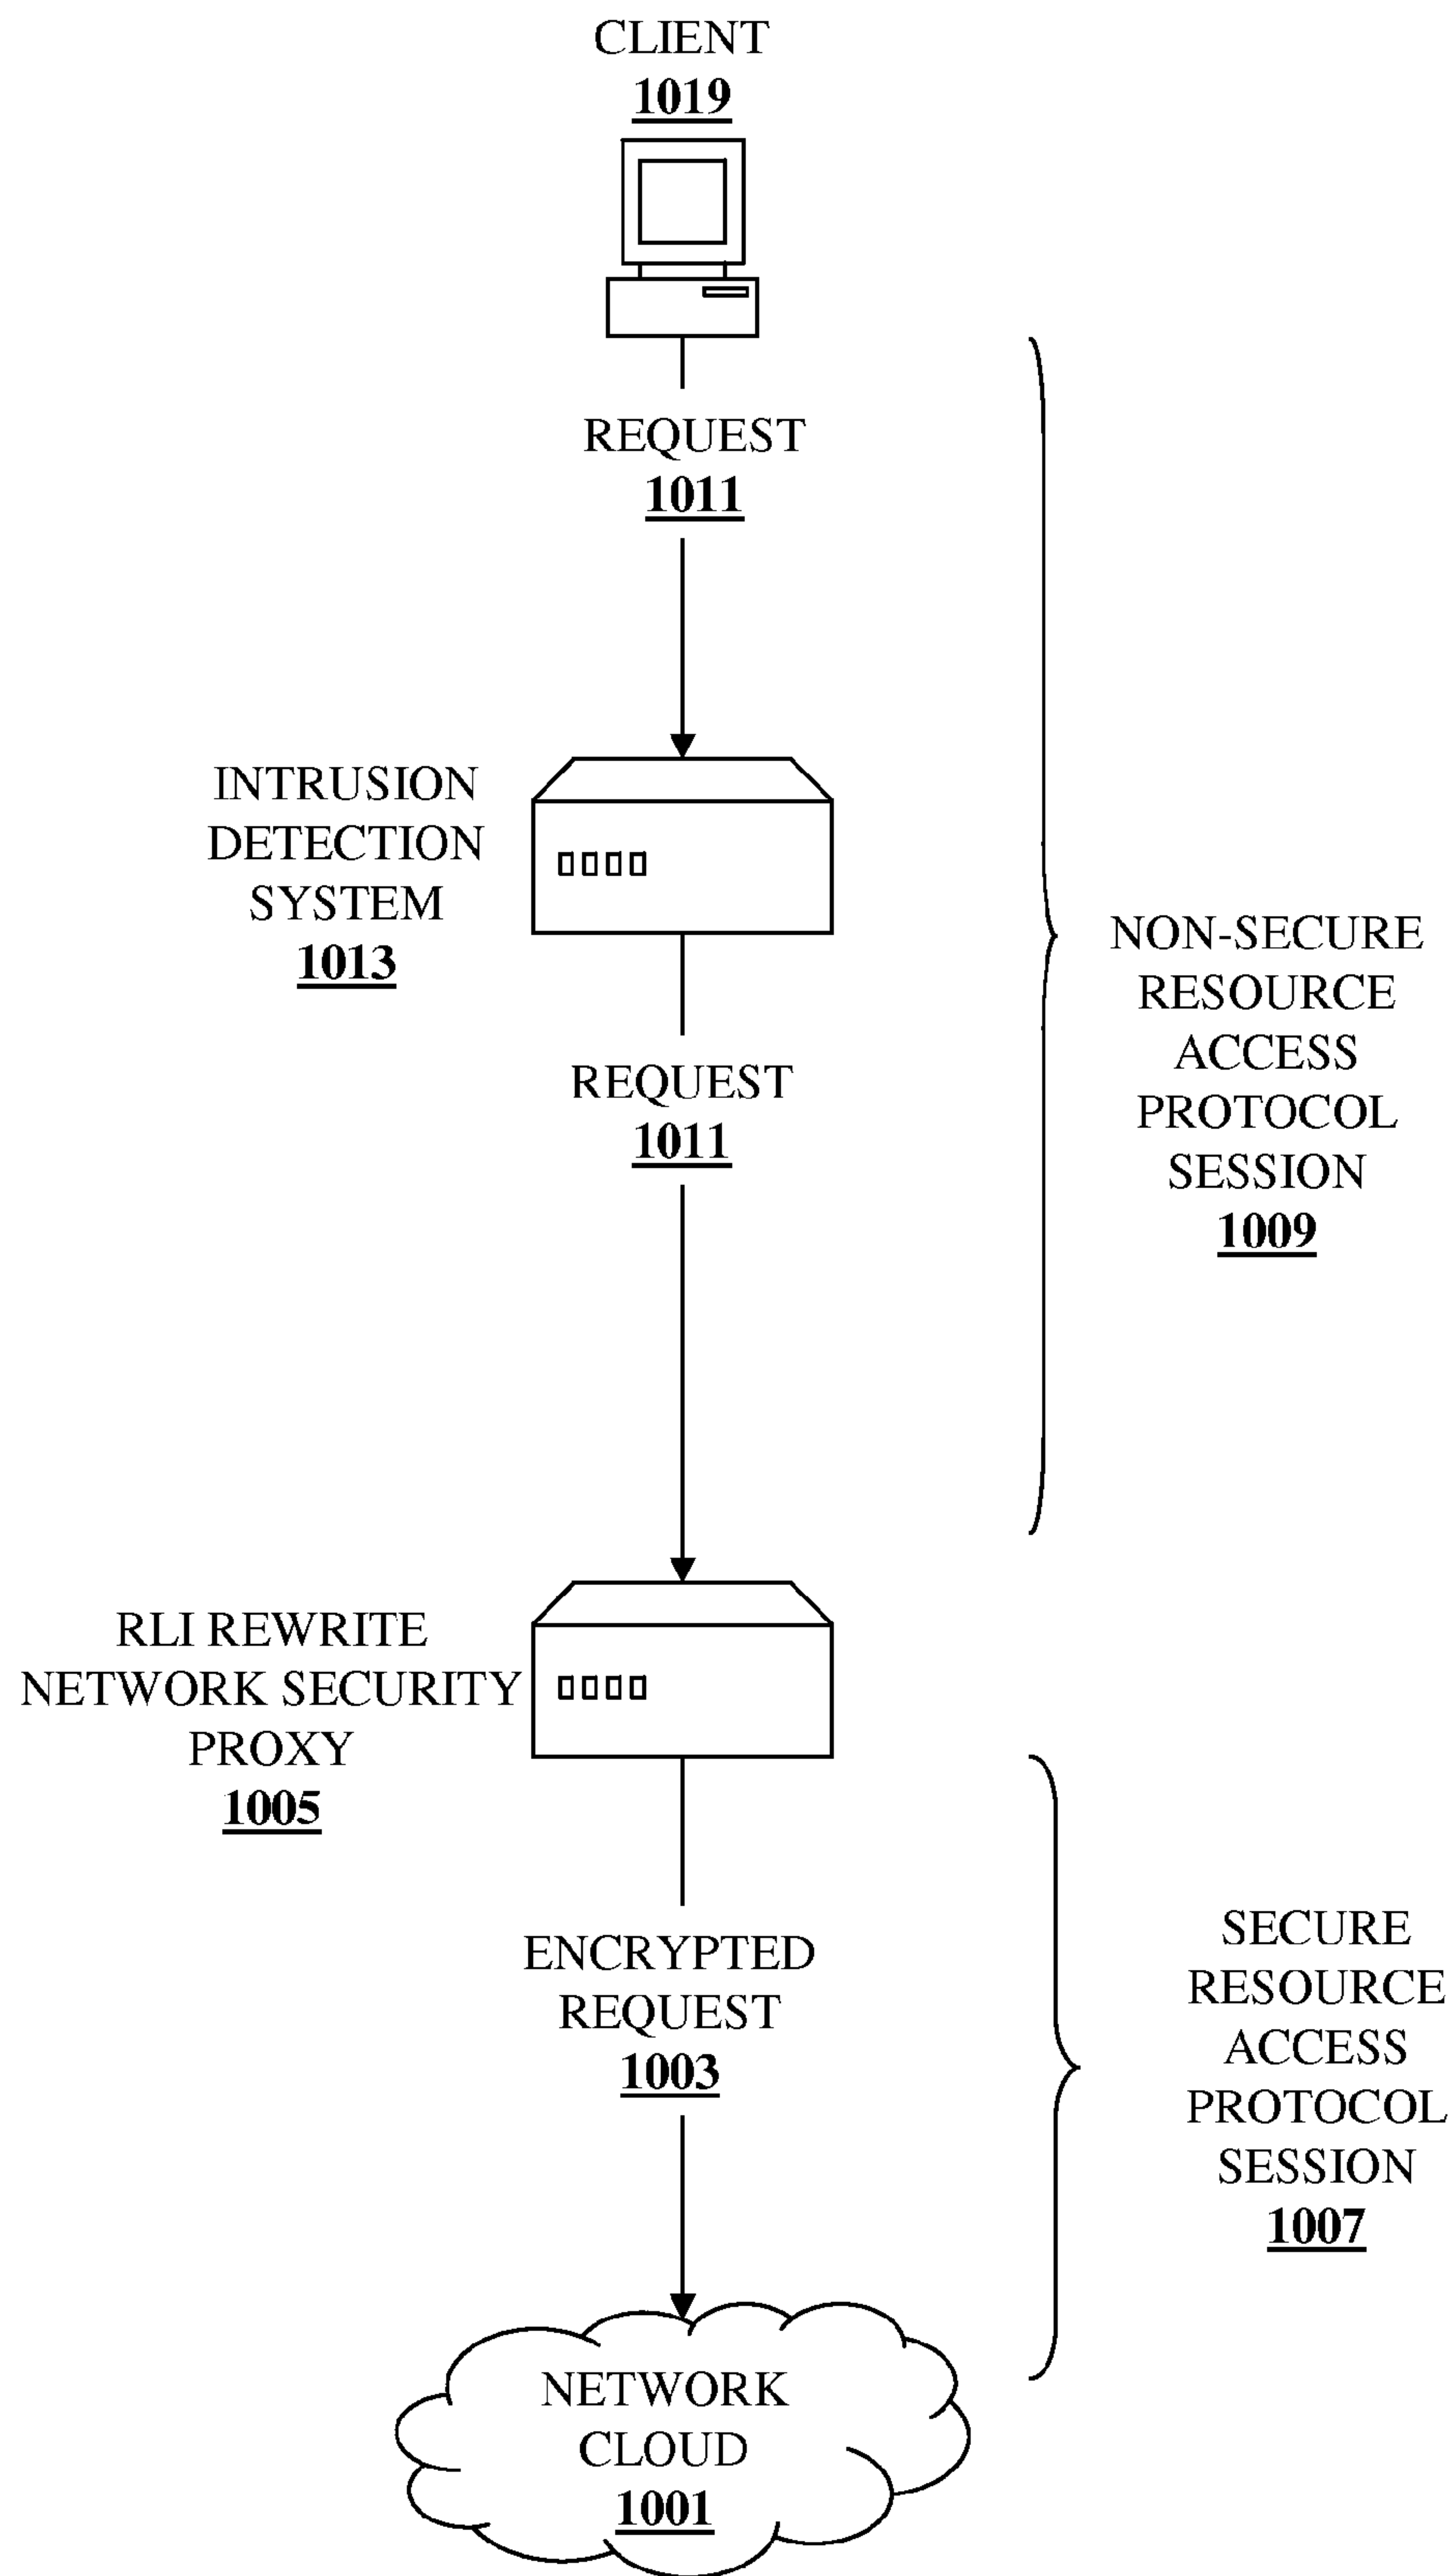 CLIENT
1019
REQUEST
1011
INTRUSION
DETECTION
SYSTEM
1013
NON-SECURE
RESOURCE
ACCESS
PROTOCOL
SESSION
1009
REQUEST
1011
RLI REWRITE
NETWORK SECURITY
PROXY
1005
ENCRYPTED
REQUEST
1003
SECURE
RESOURCE
ACCESS
PROTOCOL
SESSION
1007
NETWORK
CLOUD
1001